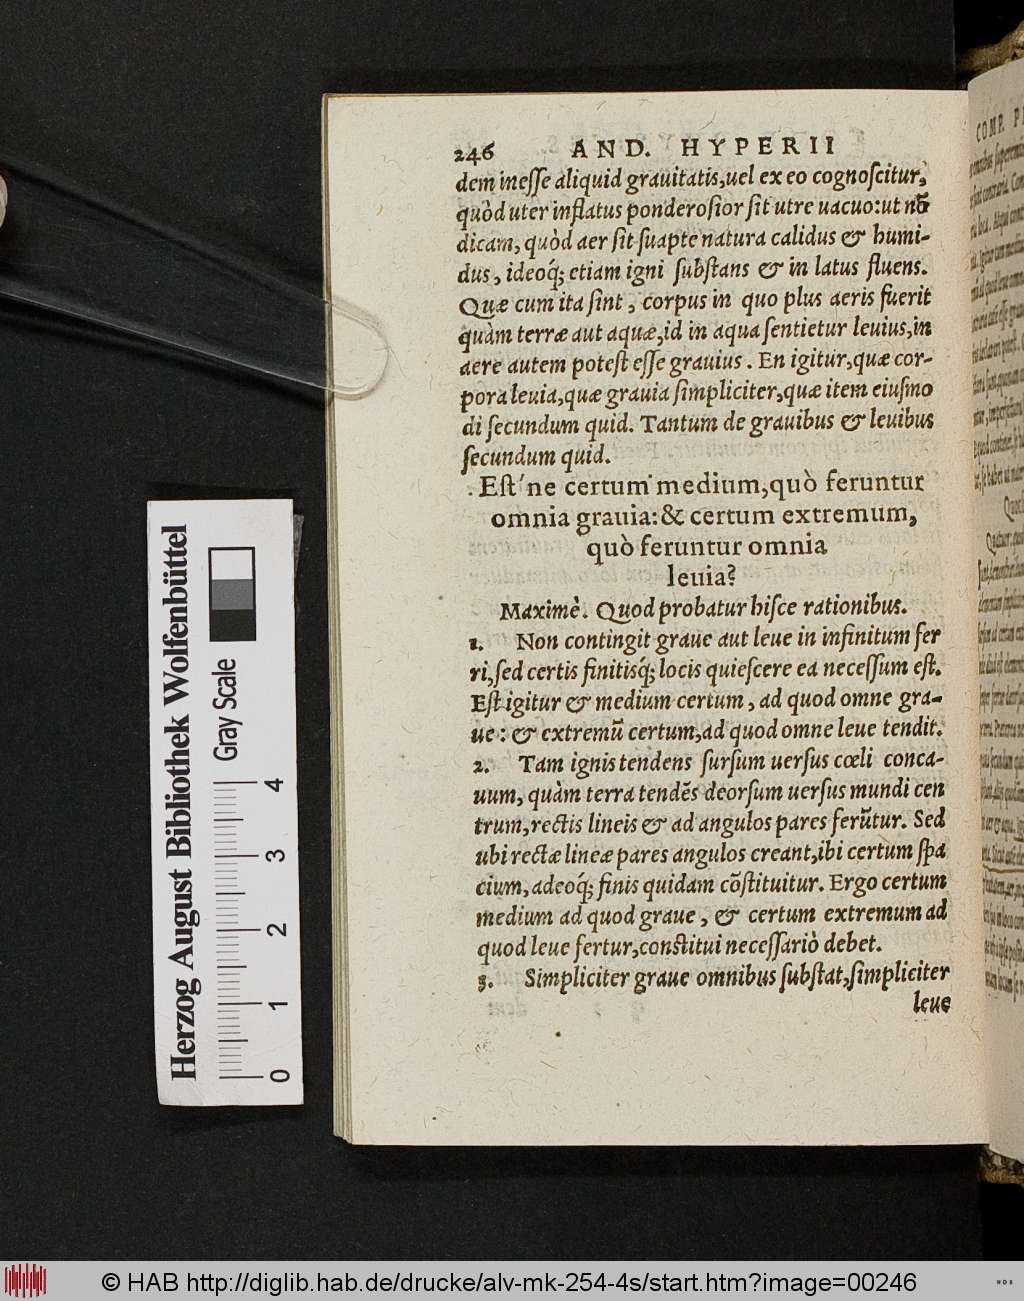 246 AND. HYPERII
dem inesse aliquid grauitatis,uel ex eo cognoscitur,
quòd uter inflatus ponderosior sit utre uacuo:ut nō
dicam, quòd aer sit suapte natura calidus & humi-
dus, ideoq́; etiam igni substans & in latus fluens.
Quæ cum ita sint, corpus in quo plus aeris fuerit
quàm terræ aut aquæ,id in aqua sentietur leuius,in
aere autem potest esse grauius. En igitur,quæ cor-
pora leuia,quæ grauia simpliciter,quæ item eiusmo
di secundum quid. Tantum de grauibus & leuibus
secundum quid.
Est'ne certum medium,quò feruntur
omnia grauia:& certum extremum,
quò feruntur omnia
leuia?
Maximè. Quod probatur hisce rationibus.
1. Non contingit graue aut leue in infinitum fer
ri,sed certis finitisq́; locis quiescere ea necessum est.
Est igitur & medium certum, ad quod omne gra-
ue: & extremū certum,ad quod omne leue tendit.
2. Tam ignis tendens sursum uersus cœli conca-
uum, quàm terra tendēs deorsum uersus mundi cen
trum,rectis lineis & ad angulos pares ferūtur. Sed
ubi rectæ lineæ pares angulos creant,ibi certum spa
cium, adeoq́; finis quidam cōstituitur. Ergo certum
medium ad quod graue, & certum extremum ad
quod leue fertur,constitui necessariò debet.
3. Simpliciter graue omnibus substat,simpliciter
leue
COMP. P
Herzog August Bibliothek Wolfenbüttel
Gray Scale
0 1 2 3 4
© HAB http://diglib.hab.de/drucke/alv-mk-254-4s/start.htm?image=00246